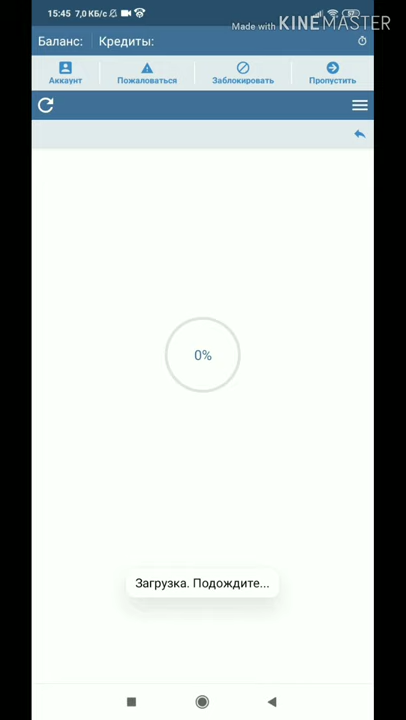 15:45 7,0 КБ/с
Made with KINEMASTER
Баланс: Кредиты:
Аккаунт Пожаловаться Заблокировать Пропустить
0%
Загрузка. Подождите...